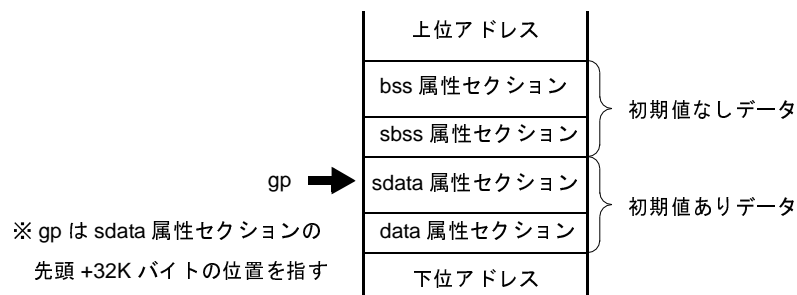 上位アドレス
bss 属性セクション
sbss 属性セクション
初期値なしデータ
gp
sdata 属性セクション
data 属性セクション
初期値ありデータ
※ gp は sdata 属性セクションの
先頭 +32K バイトの位置を指す
下位アドレス